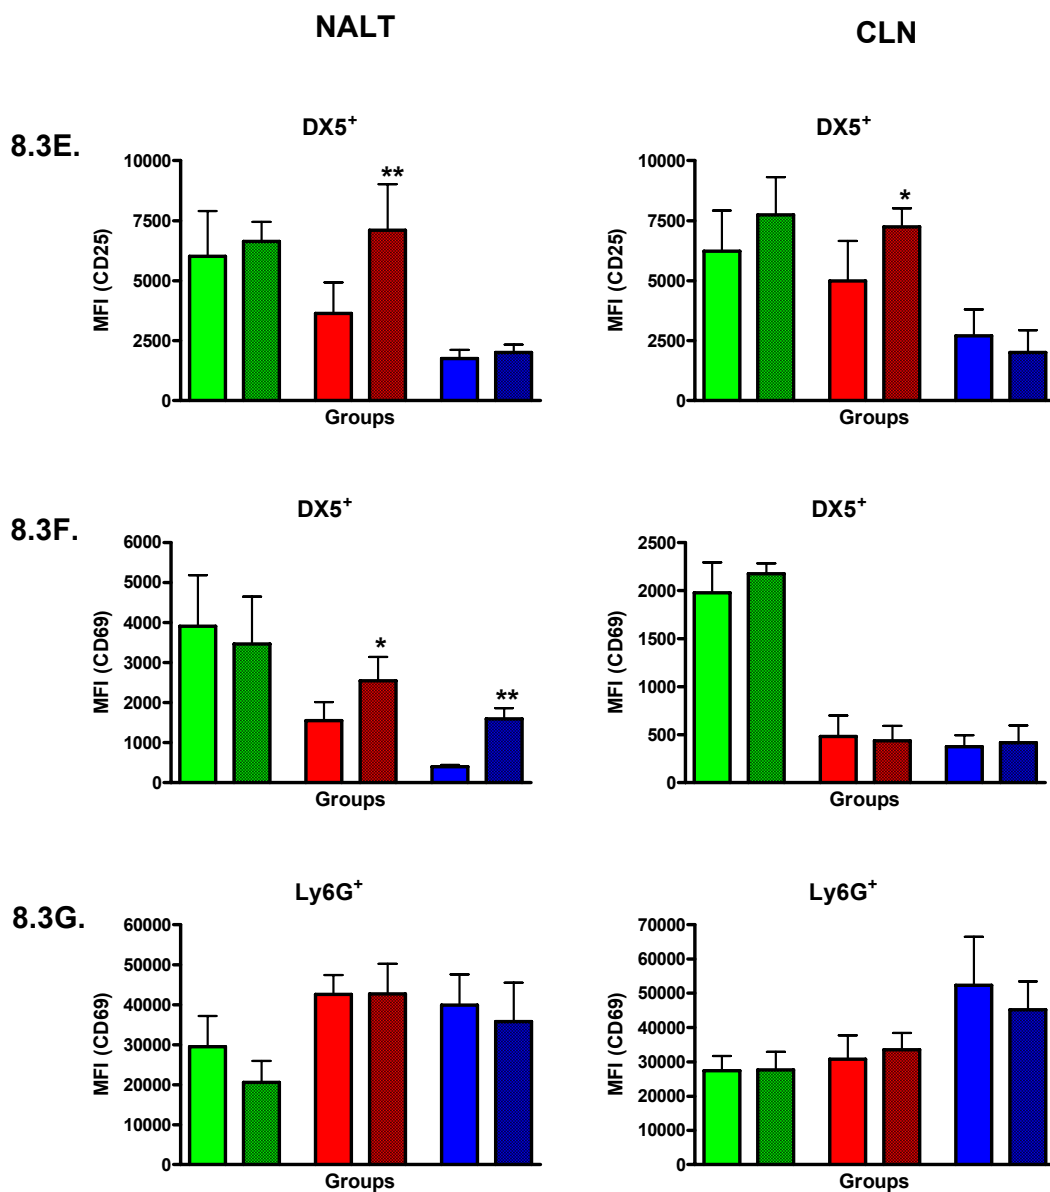 NALT
CLN
8.3E.
DX5⁺
MFI (CD25)
10000
7500
5000
2500
0
**
Groups
DX5⁺
MFI (CD25)
10000
7500
5000
2500
0
*
Groups
8.3F.
DX5⁺
MFI (CD69)
6000
5000
4000
3000
2000
1000
0
*
**
Groups
DX5⁺
MFI (CD69)
2500
2000
1500
1000
500
0
Groups
8.3G.
Ly6G⁺
MFI (CD69)
60000
50000
40000
30000
20000
10000
0
Groups
Ly6G⁺
MFI (CD69)
70000
60000
50000
40000
30000
20000
10000
0
Groups